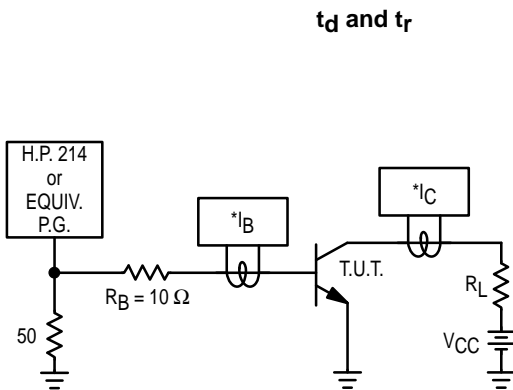 td and tr
H.P. 214
or
EQUIV.
P.G.
*IB
*IC
T.U.T.
RB = 10 Ω
RL
50
VCC